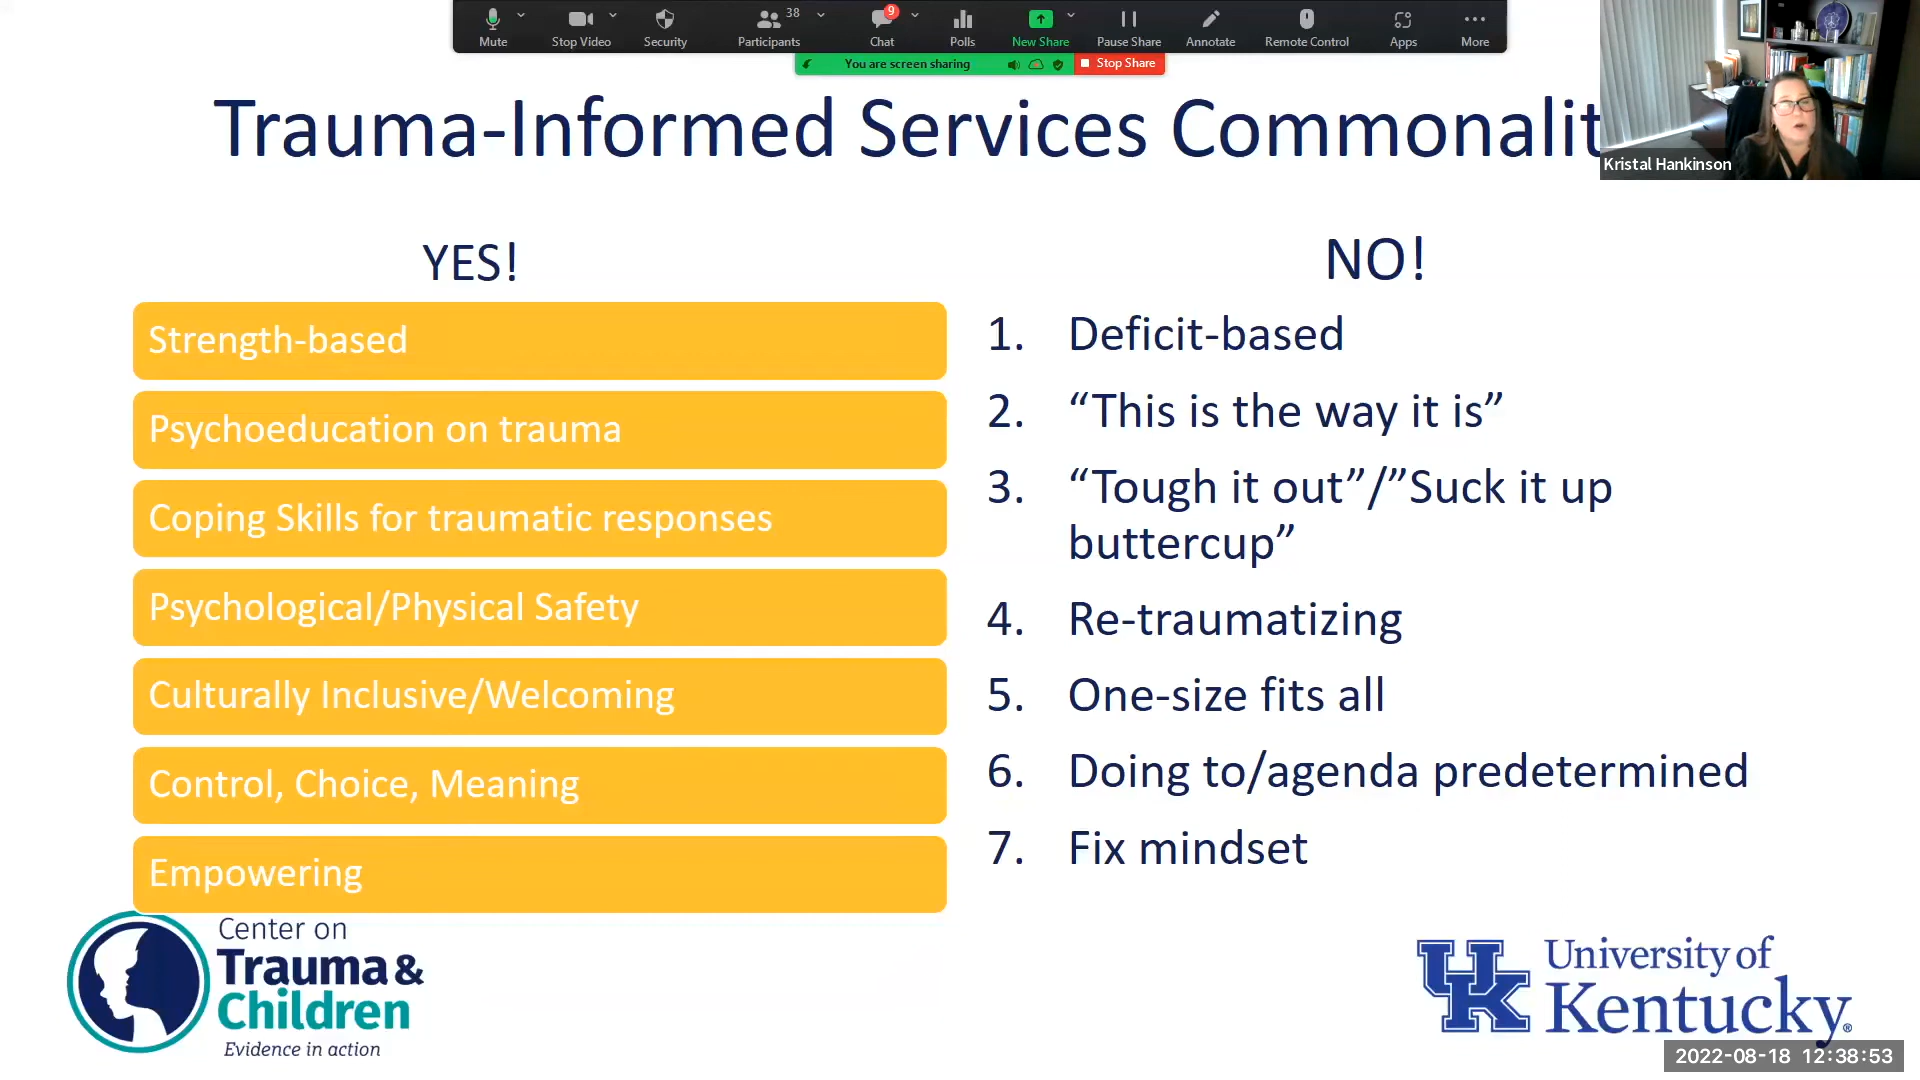 Mute
Stop Video
Security
38
Participants
9
Chat
Polls
New Share
Pause Share
Annotate
Remote Control
Apps
More
You are screen sharing
Stop Share
Trauma-Informed Services Commonalit
Kristal Hankinson
YES!
Strength-based
Psychoeducation on trauma
Coping Skills for traumatic responses
Psychological/Physical Safety
Culturally Inclusive/Welcoming
Control, Choice, Meaning
Empowering
NO!
1. Deficit-based
2. “This is the way it is”
3. “Tough it out”/”Suck it up
buttercup”
4. Re-traumatizing
5. One-size fits all
6. Doing to/agenda predetermined
7. Fix mindset
Center on
Trauma &
Children
Evidence in action
UK
University of
Kentucky®
2022-08-18 12:38:53